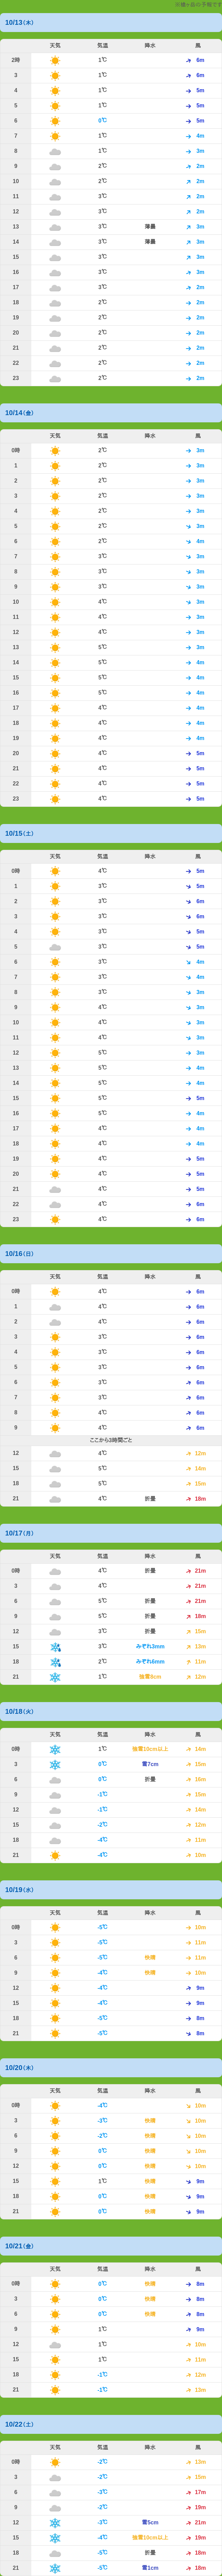 10/13(木)
天気 気温 降水 風
2時 1℃ 6m
3 1℃ 6m
4 1℃ 5m
5 1℃ 5m
6 0℃ 5m
7 1℃ 4m
8 1℃ 3m
9 2℃ 2m
10 2℃ 2m
11 3℃ 2m
12 3℃ 2m
13 3℃ 薄曇 3m
14 3℃ 薄曇 3m
15 3℃ 3m
16 3℃ 3m
17 3℃ 2m
18 2℃ 2m
19 2℃ 2m
20 2℃ 2m
21 2℃ 2m
22 2℃ 2m
23 2℃ 2m
10/14(金)
天気 気温 降水 風
0時 2℃ 3m
1 2℃ 3m
2 2℃ 3m
3 2℃ 3m
4 2℃ 3m
5 2℃ 3m
6 2℃ 4m
7 3℃ 3m
8 3℃ 3m
9 3℃ 3m
10 4℃ 3m
11 4℃ 3m
12 4℃ 3m
13 5℃ 3m
14 5℃ 4m
15 5℃ 4m
16 5℃ 4m
17 4℃ 4m
18 4℃ 4m
19 4℃ 4m
20 4℃ 5m
21 4℃ 5m
22 4℃ 5m
23 4℃ 5m
10/15(土)
天気 気温 降水 風
0時 4℃ 5m
1 3℃ 5m
2 3℃ 6m
3 3℃ 6m
4 3℃ 5m
5 3℃ 5m
6 3℃ 4m
7 3℃ 4m
8 3℃ 3m
9 4℃ 3m
10 4℃ 3m
11 4℃ 3m
12 5℃ 3m
13 5℃ 4m
14 5℃ 4m
15 5℃ 5m
16 5℃ 4m
17 4℃ 4m
18 4℃ 4m
19 4℃ 5m
20 4℃ 5m
21 4℃ 5m
22 4℃ 6m
23 4℃ 6m
10/16(日)
天気 気温 降水 風
0時 4℃ 6m
1 4℃ 6m
2 4℃ 6m
3 3℃ 6m
4 3℃ 6m
5 3℃ 6m
6 3℃ 6m
7 3℃ 6m
8 4℃ 6m
9 4℃ 6m
ここから3時間ごと
12 4℃ 12m
15 5℃ 14m
18 5℃ 15m
21 4℃ 折曇 18m
10/17(月)
天気 気温 降水 風
0時 4℃ 折曇 21m
3 4℃ 21m
6 5℃ 折曇 21m
9 5℃ 折曇 18m
12 3℃ 折曇 15m
15 3℃ みぞれ3mm 13m
18 2℃ みぞれ6mm 11m
21 1℃ 強雪8cm 12m
10/18(火)
天気 気温 降水 風
0時 1℃ 強雪10cm以上 14m
3 0℃ 雪7cm 15m
6 0℃ 折曇 16m
9 -1℃ 15m
12 -1℃ 14m
15 -2℃ 12m
18 -4℃ 11m
21 -4℃ 10m
10/19(水)
天気 気温 降水 風
0時 -5℃ 10m
3 -5℃ 11m
6 -5℃ 快晴 11m
9 -4℃ 快晴 10m
12 -4℃ 9m
15 -4℃ 9m
18 -5℃ 8m
21 -5℃ 8m
10/20(木)
天気 気温 降水 風
0時 -4℃ 10m
3 -3℃ 快晴 10m
6 -2℃ 快晴 10m
9 0℃ 快晴 10m
12 0℃ 快晴 10m
15 1℃ 快晴 9m
18 0℃ 快晴 9m
21 0℃ 快晴 9m
10/21(金)
天気 気温 降水 風
0時 0℃ 快晴 8m
3 0℃ 快晴 8m
6 0℃ 快晴 8m
9 1℃ 9m
12 1℃ 10m
15 1℃ 11m
18 -1℃ 12m
21 -1℃ 13m
10/22(土)
天気 気温 降水 風
0時 -2℃ 13m
3 -2℃ 15m
6 -3℃ 17m
9 -2℃ 19m
12 -3℃ 雪5cm 21m
15 -4℃ 強雪10cm以上 19m
18 -5℃ 折曇 18m
21 -5℃ 雪1cm 18m